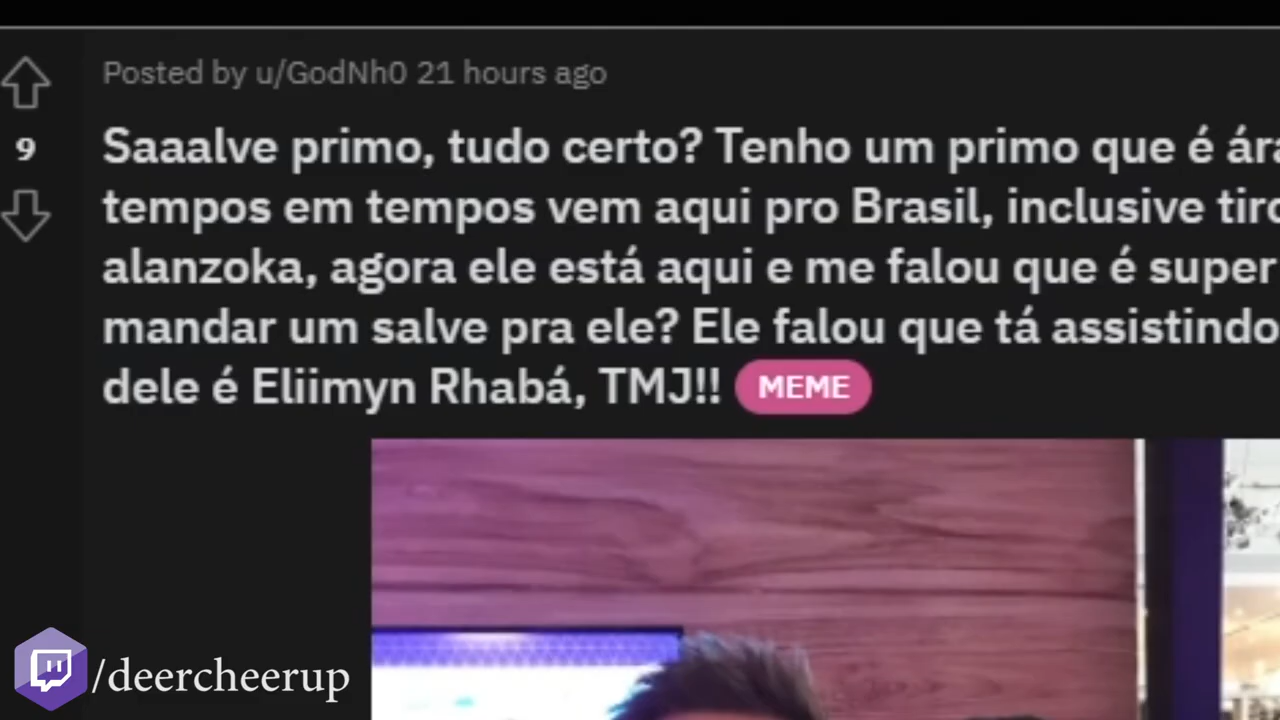 Posted by u/GodNh0 21 hours ago
9
Saaalve primo, tudo certo? Tenho um primo que é
tempos em tempos vem aqui pro Brasil, inclusive
alanzoka, agora ele está aqui e me falou que é super
mandar um salve pra ele? Ele falou que tá assistindo
dele é Eliimyn Rhabá, TMJ!! MEME
/deercheerup